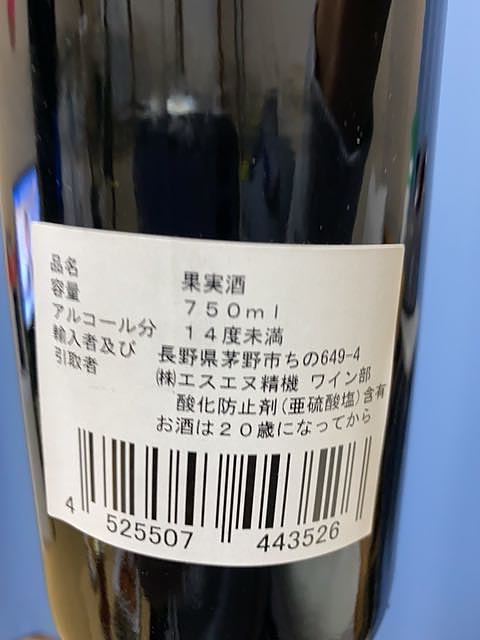 品名 果実酒
容量 750ml
アルコール分 14度未満
輸入者及び 長野県茅野市ちの649-4
引取者 ㈱エスエヌ精機 ワイン部
酸化防止剤(亜硫酸塩)含有
お酒は20歳になってから
4 525507 443526